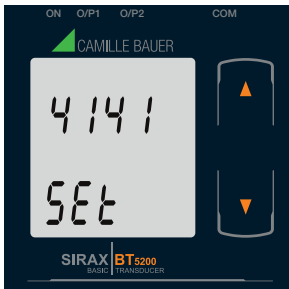 ON O/P1 O/P2 COM
CAMILLE BAUER
4141
SEt
SIRAX BT5200
BASIC TRANSDUCER